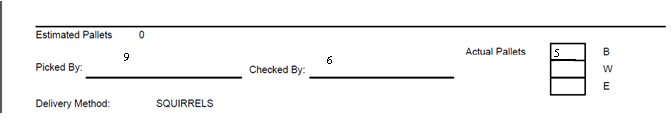 Estimated Pallets 0
Actual Pallets 5 B
Picked By: 9 Checked By: 6 W
E
Delivery Method: SQUIRRELS